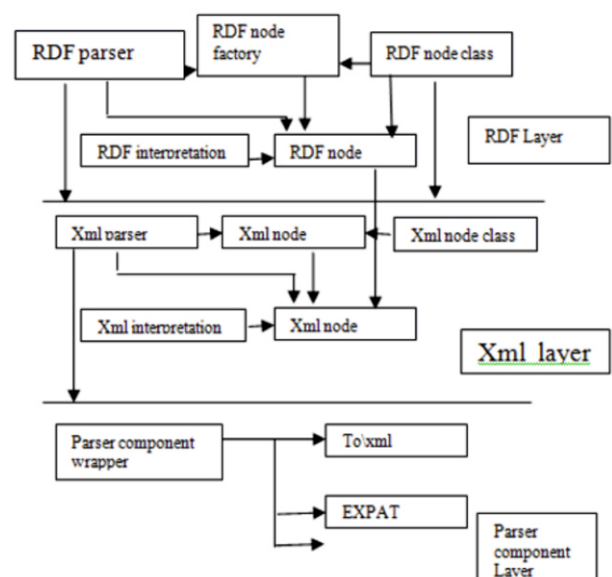 RDF parser
RDF node
factory
RDF node class
RDF interpretation
RDF node
RDF Layer
Xml parser
Xml node
Xml node class
Xml interpretation
Xml node
Xml layer
Parser component
wrapper
To\xml
EXPAT
Parser
component
Layer